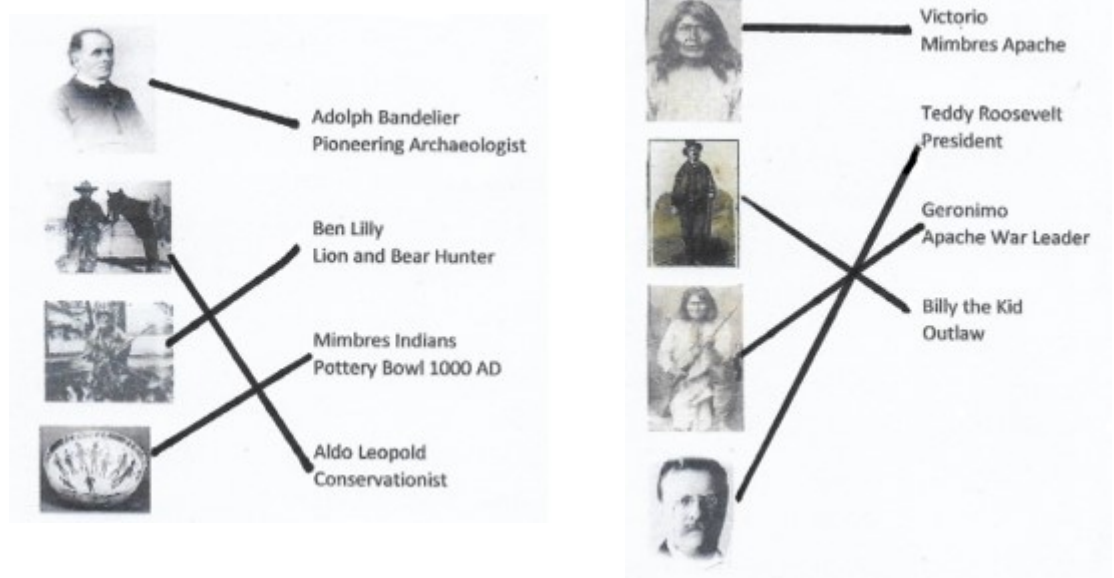 Adolph Bandelier
Pioneering Archaeologist
Ben Lilly
Lion and Bear Hunter
Mimbres Indians
Pottery Bowl 1000 AD
Aldo Leopold
Conservationist
Victorio
Mimbres Apache
Teddy Roosevelt
President
Geronimo
Apache War Leader
Billy the Kid
Outlaw